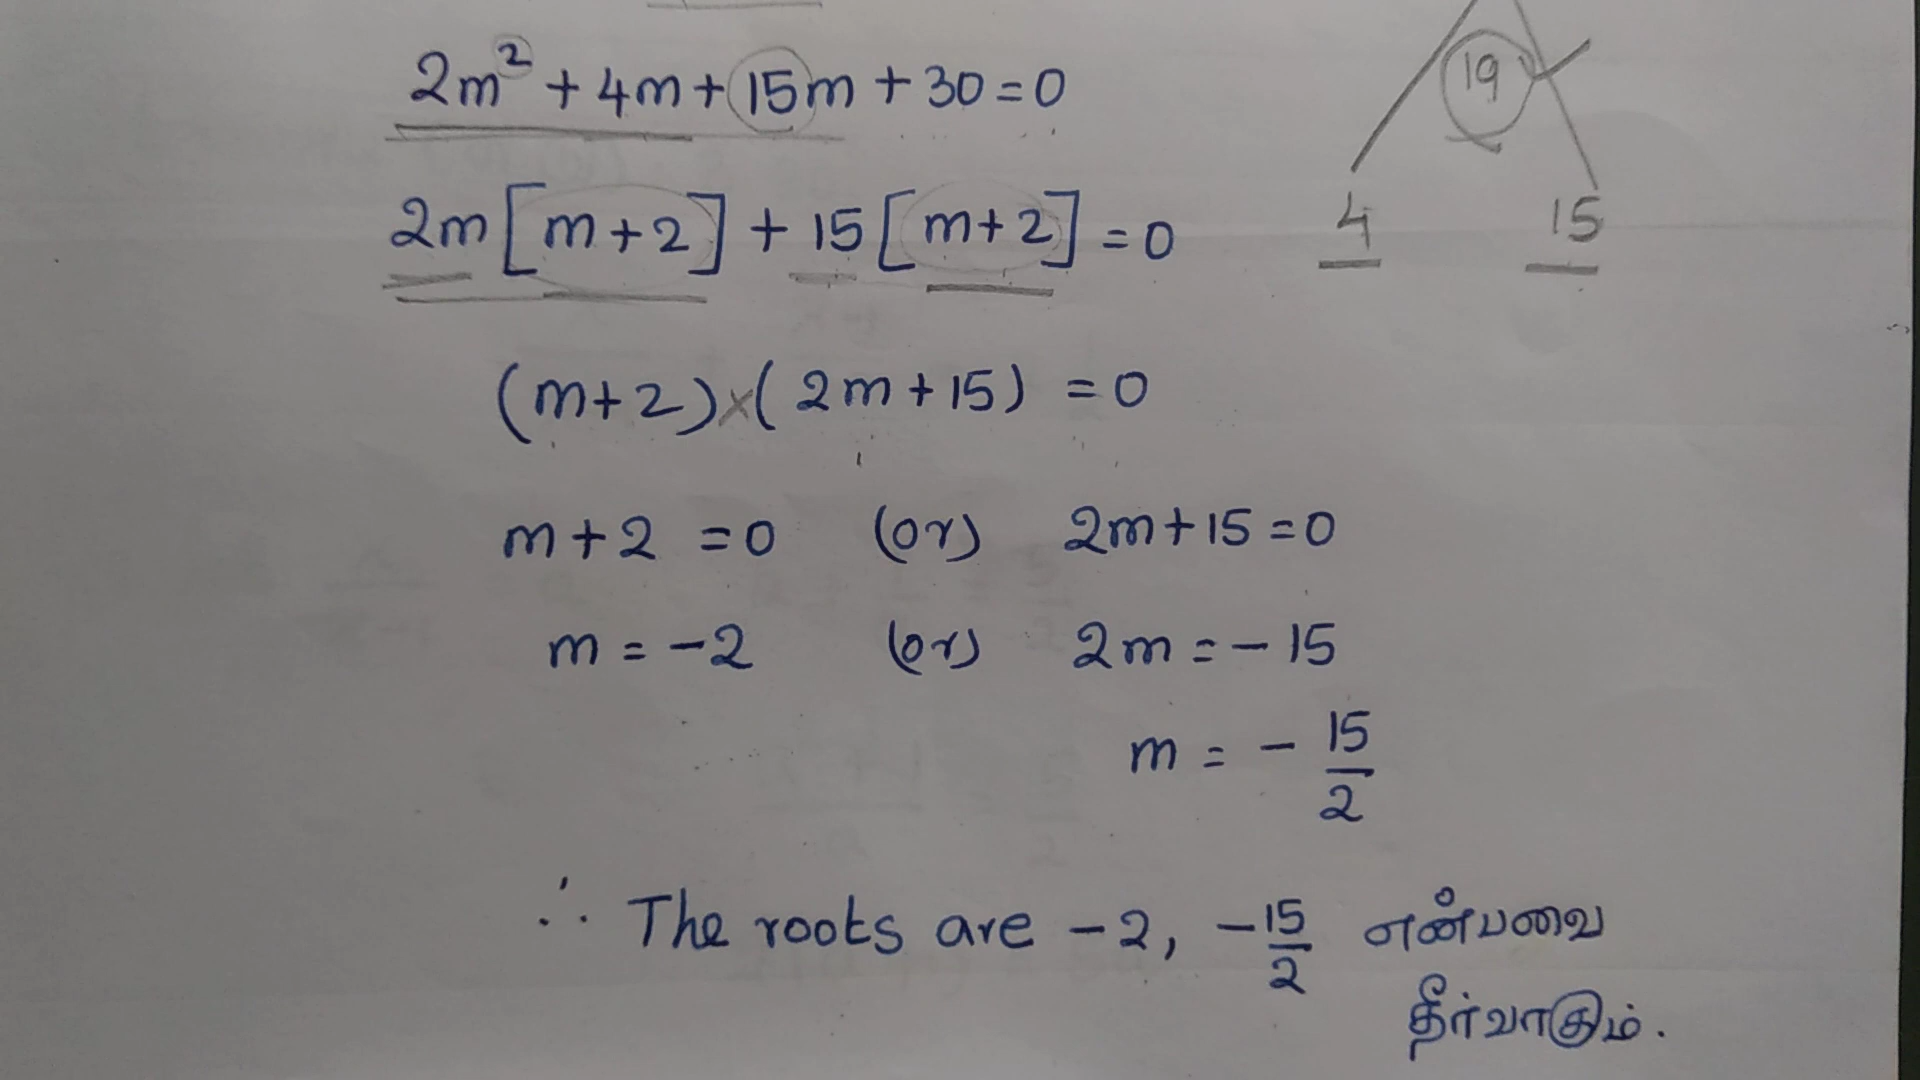 2m² + 4m + 15m + 30 = 0
19
2m [ m+2 ] + 15 [ m+2 ] = 0
4 15
(m+2)×( 2m+15) = 0
m+2 = 0 (or) 2m+15 = 0
m = -2 (or) 2m = -15
m = - 15/2
∴ The roots are -2, -15/2 என்பவை
தீர்வாகும்.